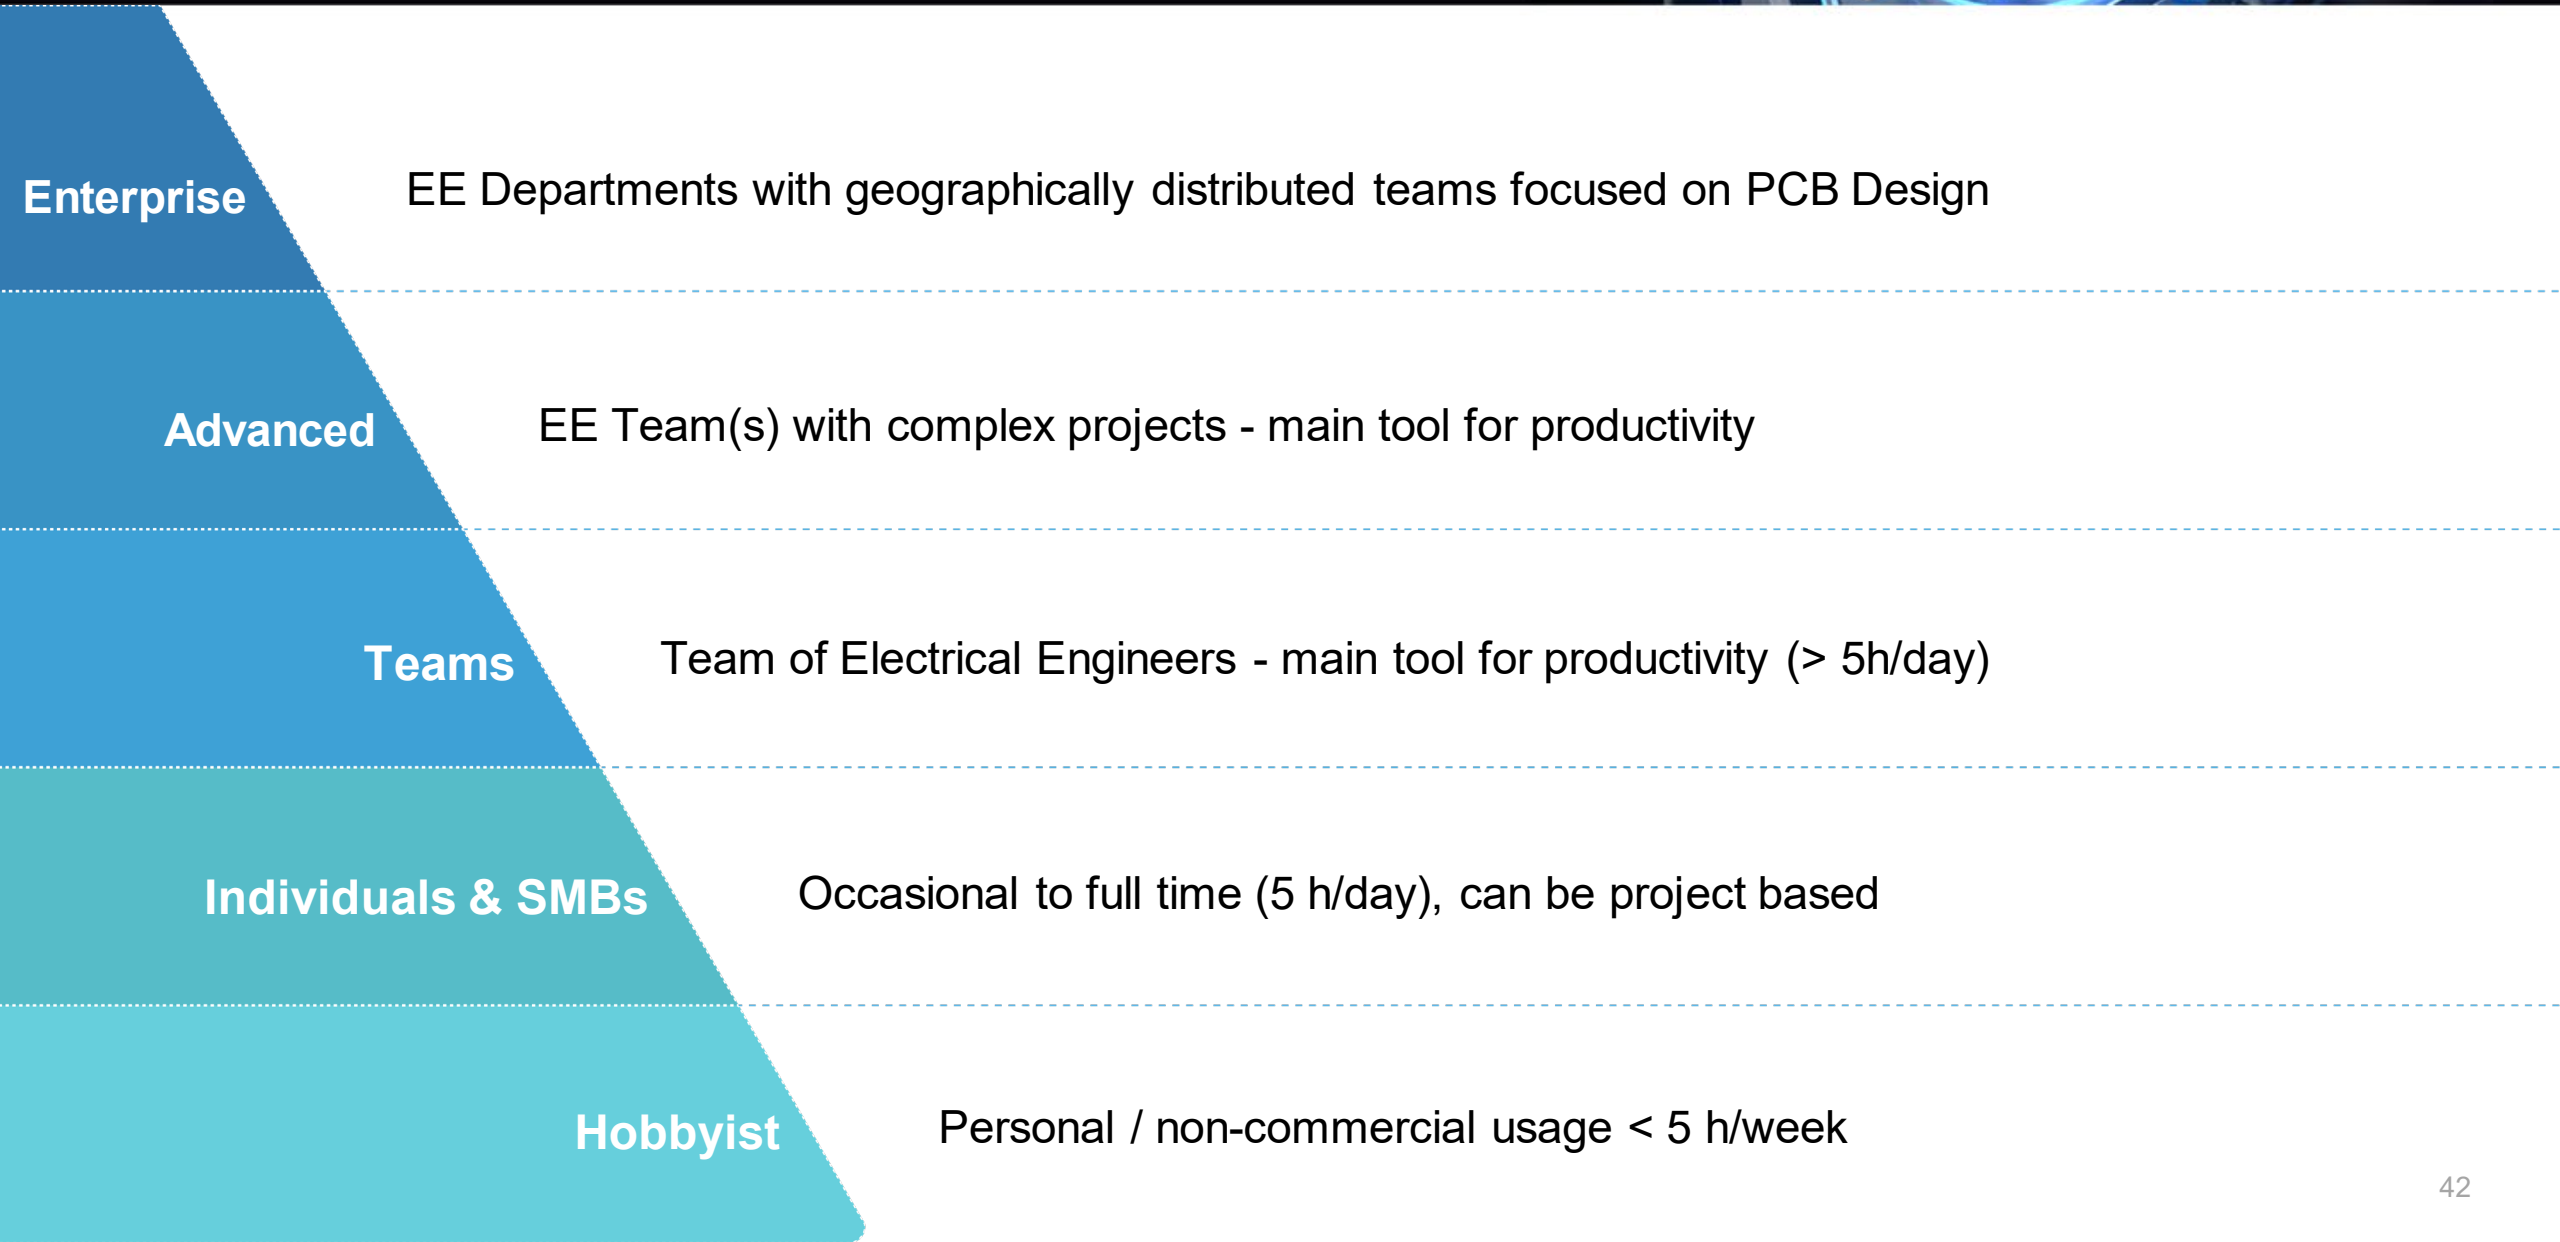 Enterprise
EE Departments with geographically distributed teams focused on PCB Design
Advanced
EE Team(s) with complex projects - main tool for productivity
Teams
Team of Electrical Engineers - main tool for productivity (> 5h/day)
Individuals & SMBs
Occasional to full time (5 h/day), can be project based
Hobbyist
Personal / non-commercial usage < 5 h/week
42